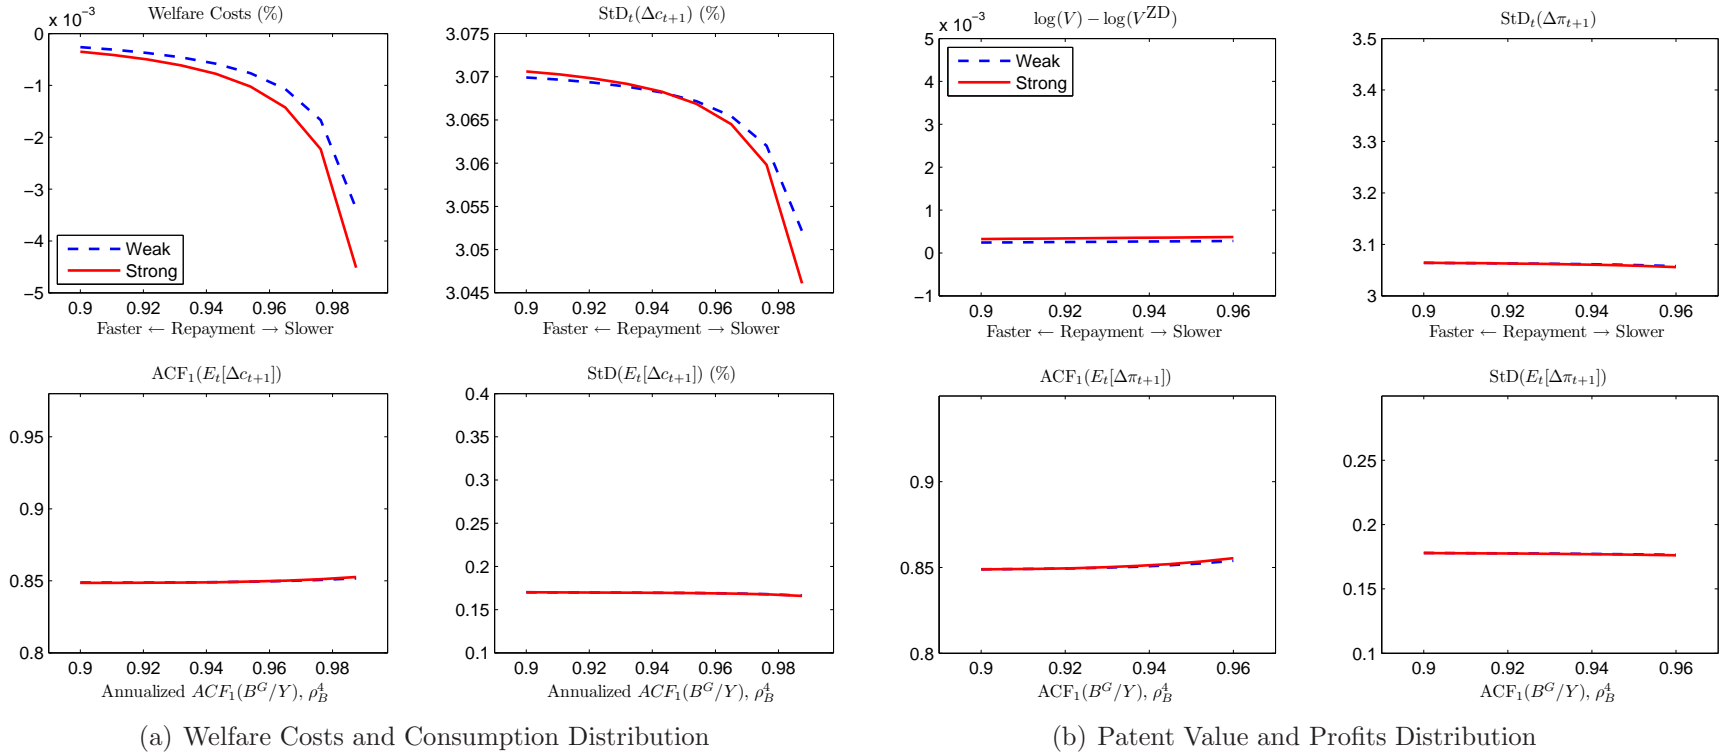 Welfare Costs (%)
x 10⁻³
0
−1
−2
−3
−4
−5
Weak
Strong
0.9 0.92 0.94 0.96 0.98
Faster ← Repayment → Slower
StD_t(Δc_{t+1}) (%)
3.075
3.07
3.065
3.06
3.055
3.05
3.045
0.9 0.92 0.94 0.96 0.98
Faster ← Repayment → Slower
log(V) − log(V^{ZD})
x 10⁻³
5
4
3
2
1
0
−1
Weak
Strong
0.9 0.92 0.94 0.96
Faster ← Repayment → Slower
StD_t(Δπ_{t+1})
3.5
3.4
3.3
3.2
3.1
3
0.9 0.92 0.94 0.96
Faster ← Repayment → Slower
ACF₁(E_t[Δc_{t+1}])
0.95
0.9
0.85
0.8
0.9 0.92 0.94 0.96 0.98
Annualized ACF₁(B^G/Y), ρ_B^4
StD(E_t[Δc_{t+1}]) (%)
0.4
0.35
0.3
0.25
0.2
0.15
0.1
0.9 0.92 0.94 0.96 0.98
Annualized ACF₁(B^G/Y), ρ_B^4
ACF₁(E_t[Δπ_{t+1}])
0.9
0.85
0.8
0.9 0.92 0.94 0.96
ACF₁(B^G/Y), ρ_B^4
StD(E_t[Δπ_{t+1}])
0.25
0.2
0.15
0.1
0.9 0.92 0.94 0.96
ACF₁(B^G/Y), ρ_B^4
(a) Welfare Costs and Consumption Distribution
(b) Patent Value and Profits Distribution